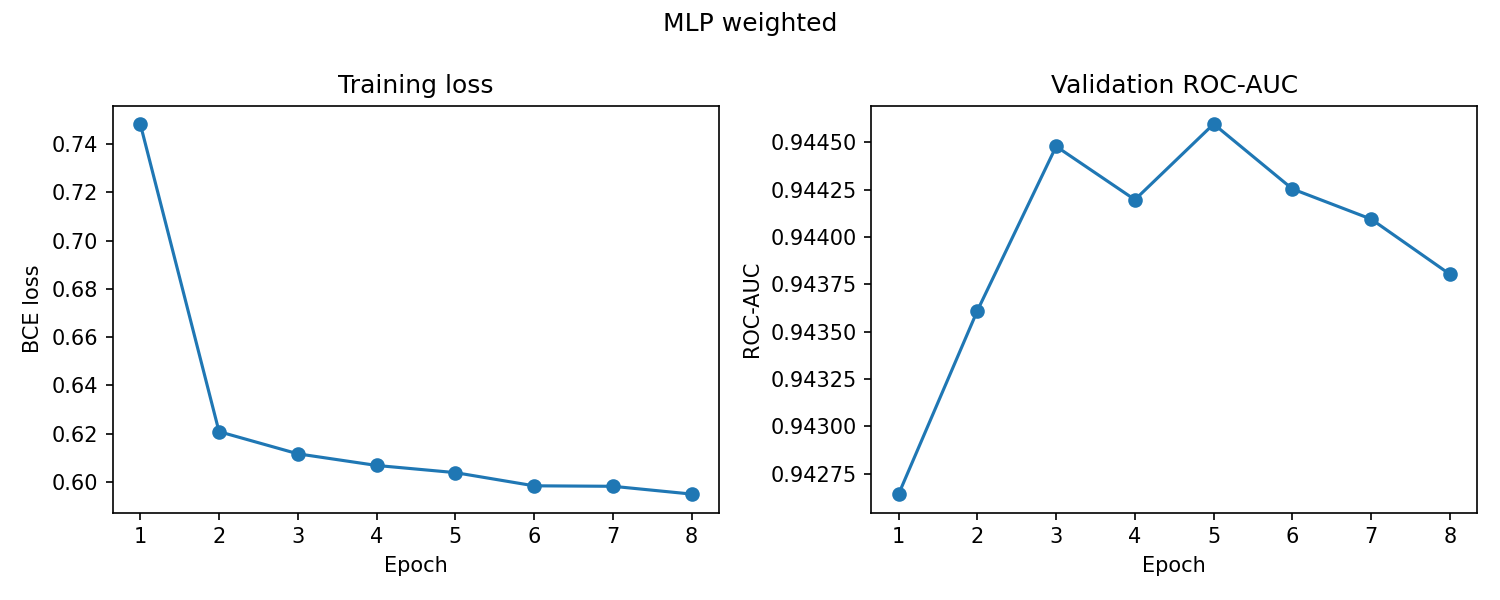 MLP weighted
Training loss
BCE loss
0.74
0.72
0.70
0.68
0.66
0.64
0.62
0.60
1 2 3 4 5 6 7 8
Epoch
Validation ROC-AUC
ROC-AUC
0.94450
0.94425
0.94400
0.94375
0.94350
0.94325
0.94300
0.94275
1 2 3 4 5 6 7 8
Epoch